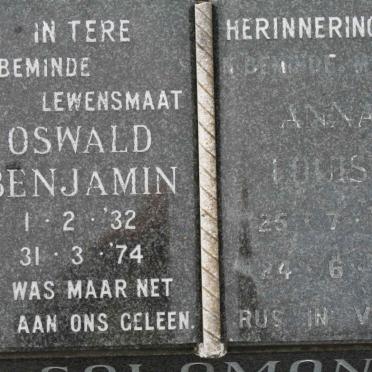 IN TERE HERINNERING
BEMINDE
LEWENSMAAT
OSWALD
BENJAMIN
1 · 2 · '32
31 · 3 · '74
WAS MAAR NET
AAN ONS GELEEN.
ANNA
LOUIS
25 · 7 ·
24 · 6 ·
RUS IN V
SOLOMON